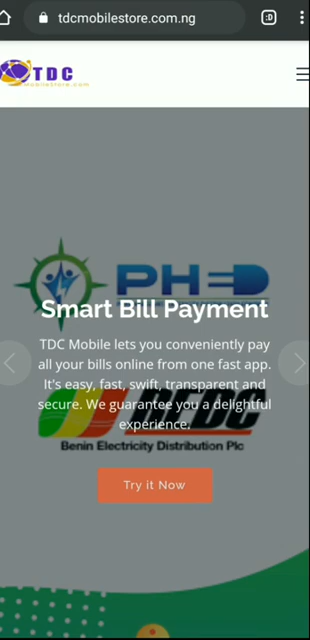 tdcmobilestore.com.ng
:D
TDC
mobilestore.com
PHED
Smart Bill Payment
TDC Mobile lets you conveniently pay
all your bills online from one fast app.
It's easy, fast, swift, transparent and
secure. We guarantee you a delightful
experience.
Benin Electricity Distribution Plc
Try it Now